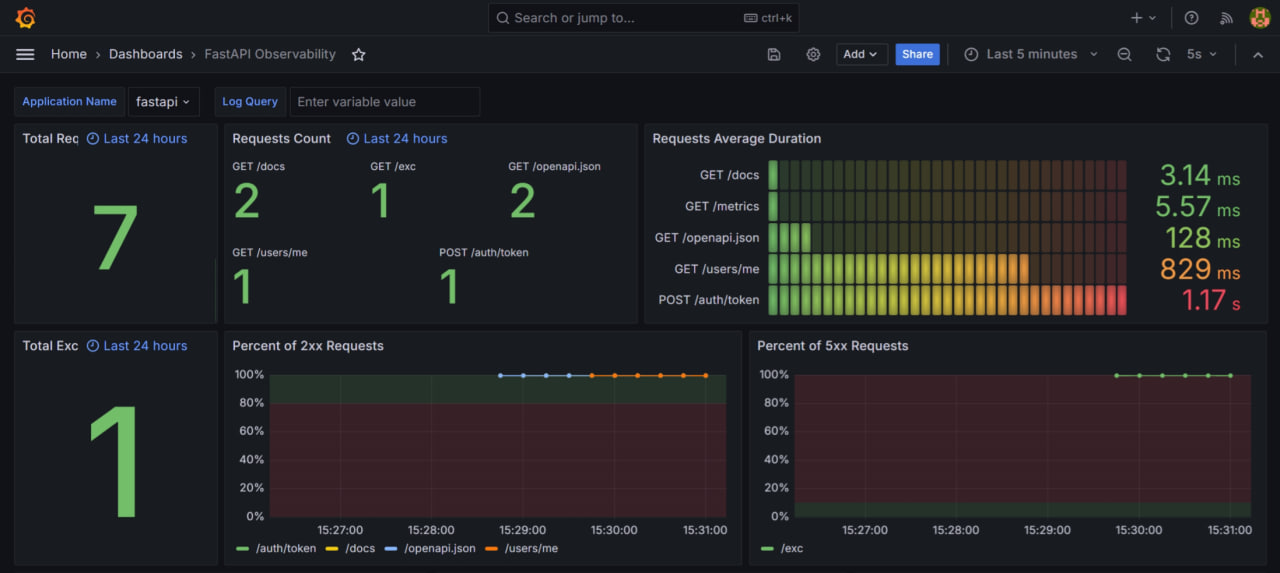 Search or jump to... ctrl+k
Home › Dashboards › FastAPI Observability Add Share Last 5 minutes 5s
Application Name fastapi Log Query Enter variable value
Total Req Last 24 hours
7
Requests Count Last 24 hours
GET /docs GET /exc GET /openapi.json
2 1 2
GET /users/me POST /auth/token
1 1
Requests Average Duration
GET /docs 3.14 ms
GET /metrics 5.57 ms
GET /openapi.json 128 ms
GET /users/me 829 ms
POST /auth/token 1.17 s
Total Exc Last 24 hours
1
Percent of 2xx Requests
100%
80%
60%
40%
20%
0%
15:27:00 15:28:00 15:29:00 15:30:00 15:31:00
/auth/token /docs /openapi.json /users/me
Percent of 5xx Requests
100%
80%
60%
40%
20%
0%
15:27:00 15:28:00 15:29:00 15:30:00 15:31:00
/exc